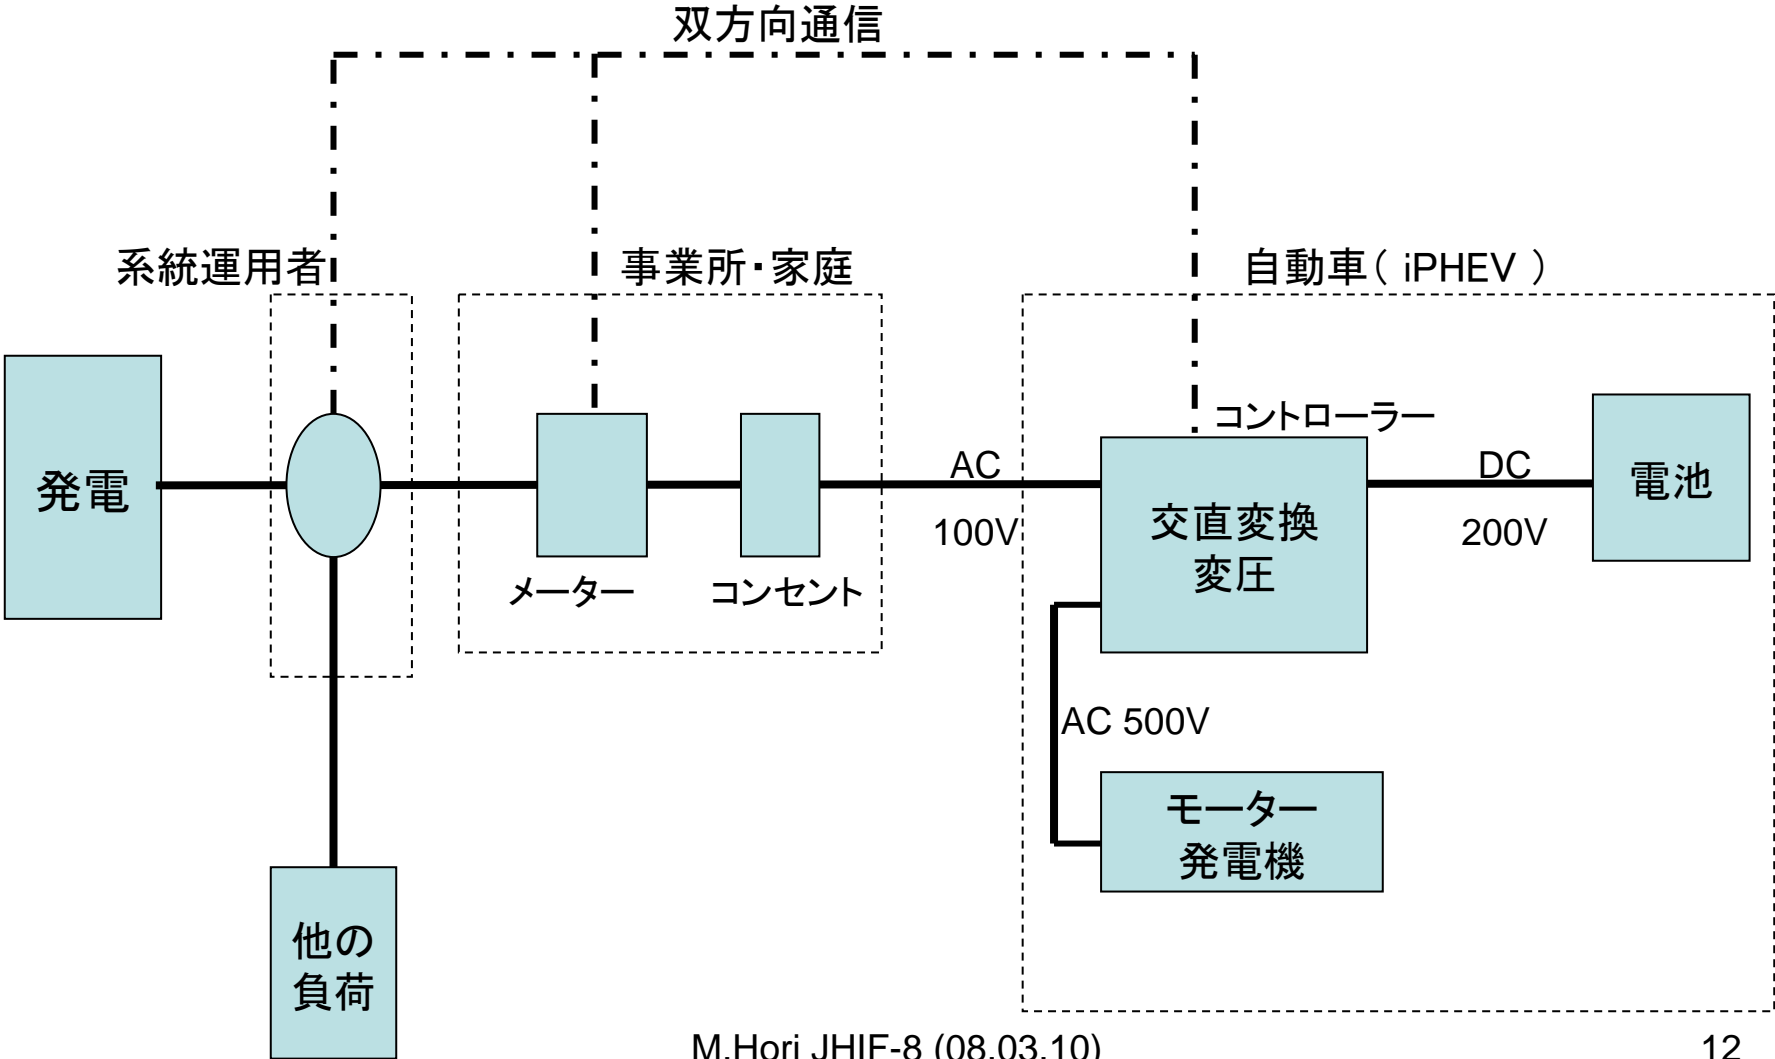 双方向通信
系統運用者
事業所・家庭
自動車( iPHEV )
コントローラー
発電
AC
100V
交直変換
変圧
DC
200V
電池
メーター
コンセント
AC 500V
モーター
発電機
他の
負荷
M.Hori JHIF-8 (08.03.10)
12